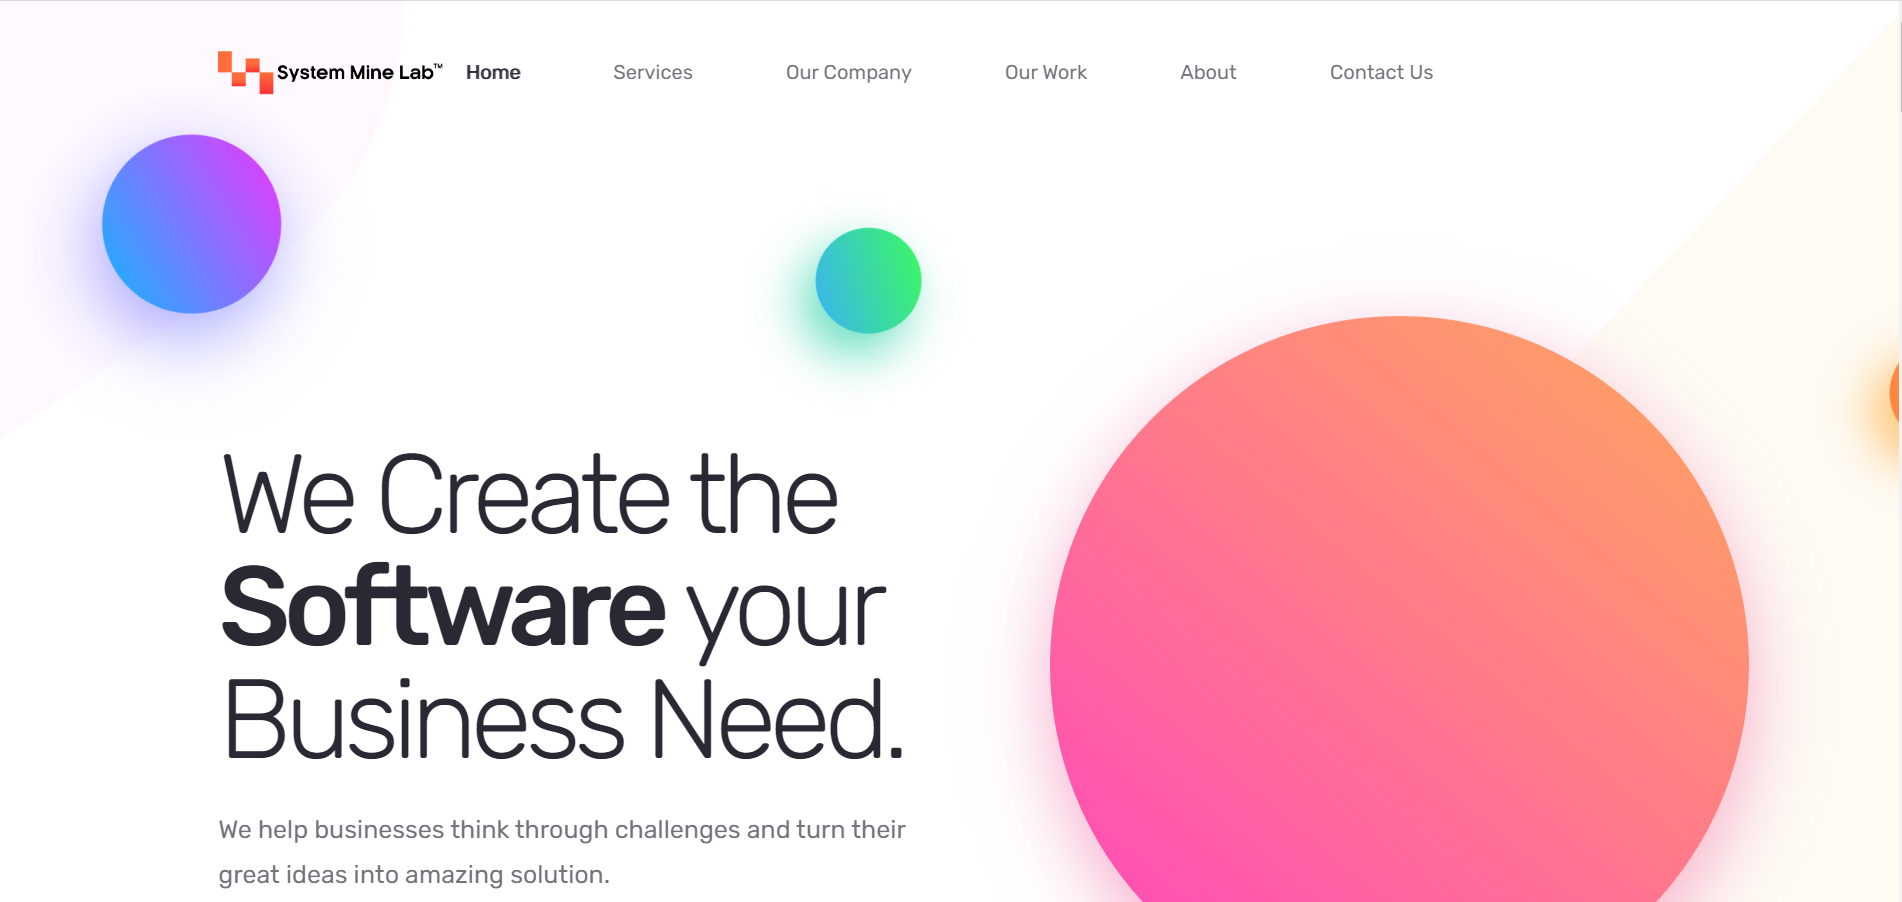 System Mine Lab™ Home Services Our Company Our Work About Contact Us
We Create the
Software your
Business Need.
We help businesses think through challenges and turn their
great ideas into amazing solution.